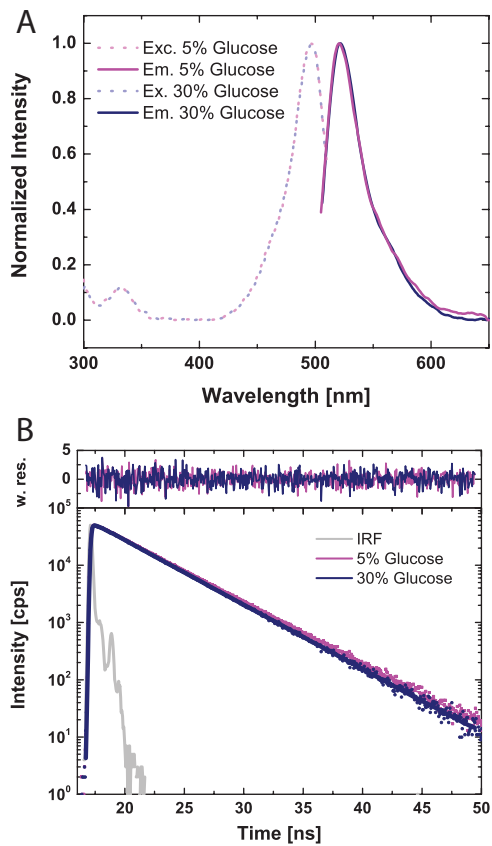 A
Exc. 5% Glucose
Em. 5% Glucose
Ex. 30% Glucose
Em. 30% Glucose
Normalized Intensity
1.0
0.8
0.6
0.4
0.2
0.0
300 400 500 600
Wavelength [nm]
B
w. res.
5
0
10^5
IRF
5% Glucose
30% Glucose
Intensity [cps]
10^4
10^3
10^2
10^1
10^0
20 25 30 35 40 45 50
Time [ns]